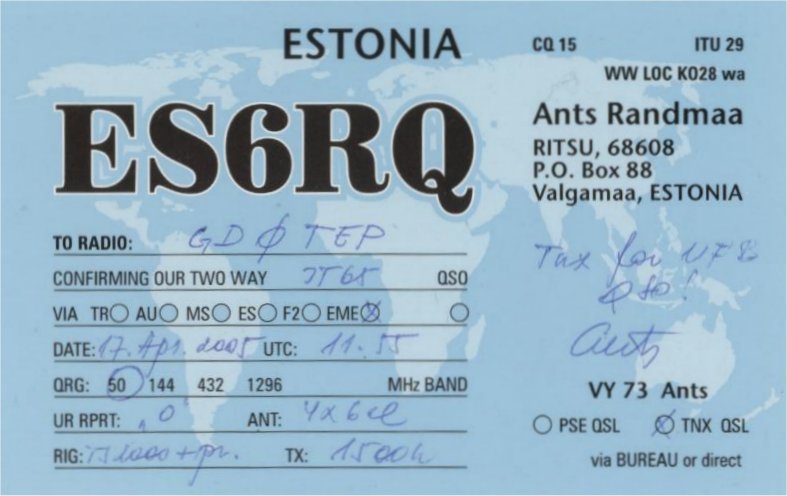 ESTONIA
CQ 15 ITU 29
WW LOC KO28 wa
ES6RQ
Ants Randmaa
RITSU, 68608
P.O. Box 88
Valgamaa, ESTONIA
TO RADIO: GDØTEP
CONFIRMING OUR TWO WAY JT65 QSO
VIA TR AU MS ES F2 EME
DATE: 17. Apr. 2005 UTC: 11.55
QRG: 50 144 432 1296 MHz BAND
UR RPRT: "O" ANT: 4x6el
RIG: TX: 1500W
Tnx for
QSO!
Ants
VY 73 Ants
PSE QSL TNX QSL
via BUREAU or direct